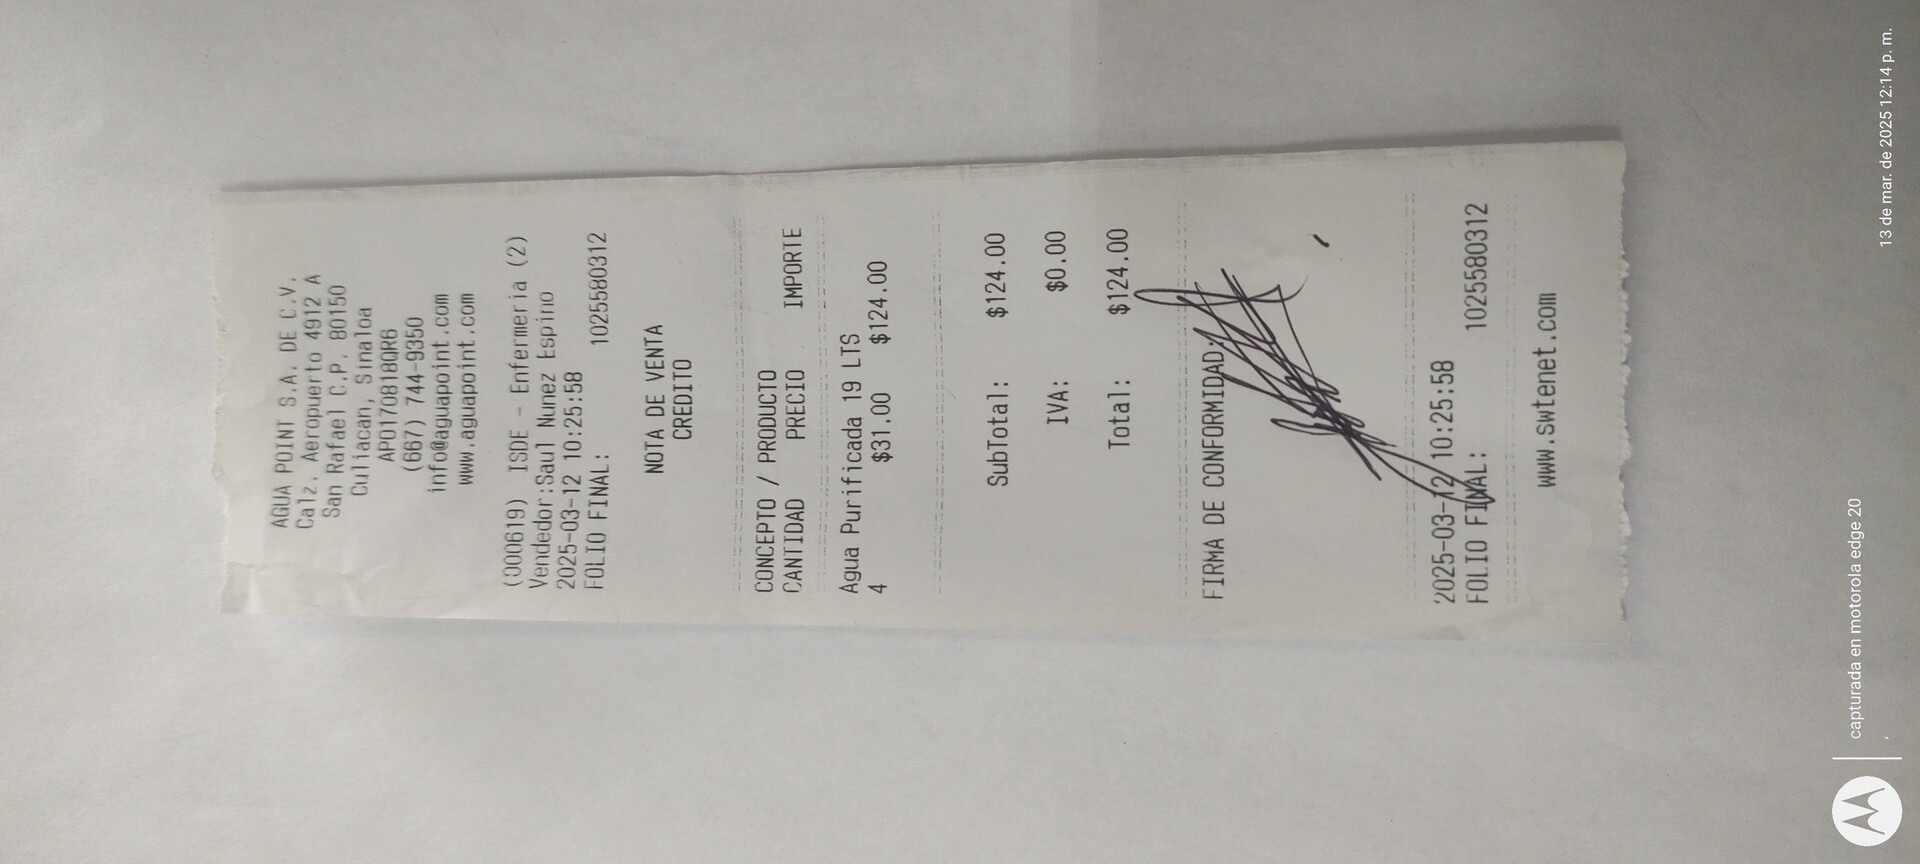 AGUA POINT S.A. DE C.V.
Calz. Aeropuerto 4912 A
San Rafael C.P. 80150
Culiacan, Sinaloa
APO170818QR6
(667) 744-9350
info@aguapoint.com
www.aguapoint.com
(0006619) ISDE - Enfermeria (2)
Vendedor:Saul Nunez Espino
2025-03-12 10:25:58
FOLIO FINAL: 1025580312
NOTA DE VENTA
CREDITO
CONCEPTO / PRODUCTO
CANTIDAD PRECIO IMPORTE
Agua Purificada 19 LTS
4 $31.00 $124.00
SubTotal: $124.00
IVA: $0.00
Total: $124.00
FIRMA DE CONFORMIDAD:
2025-03-12 10:25:58
FOLIO FINAL: 1025580312
www.swtenet.com
capturada en motorola edge 20
13 de mar. de 2025 12:14 p. m.